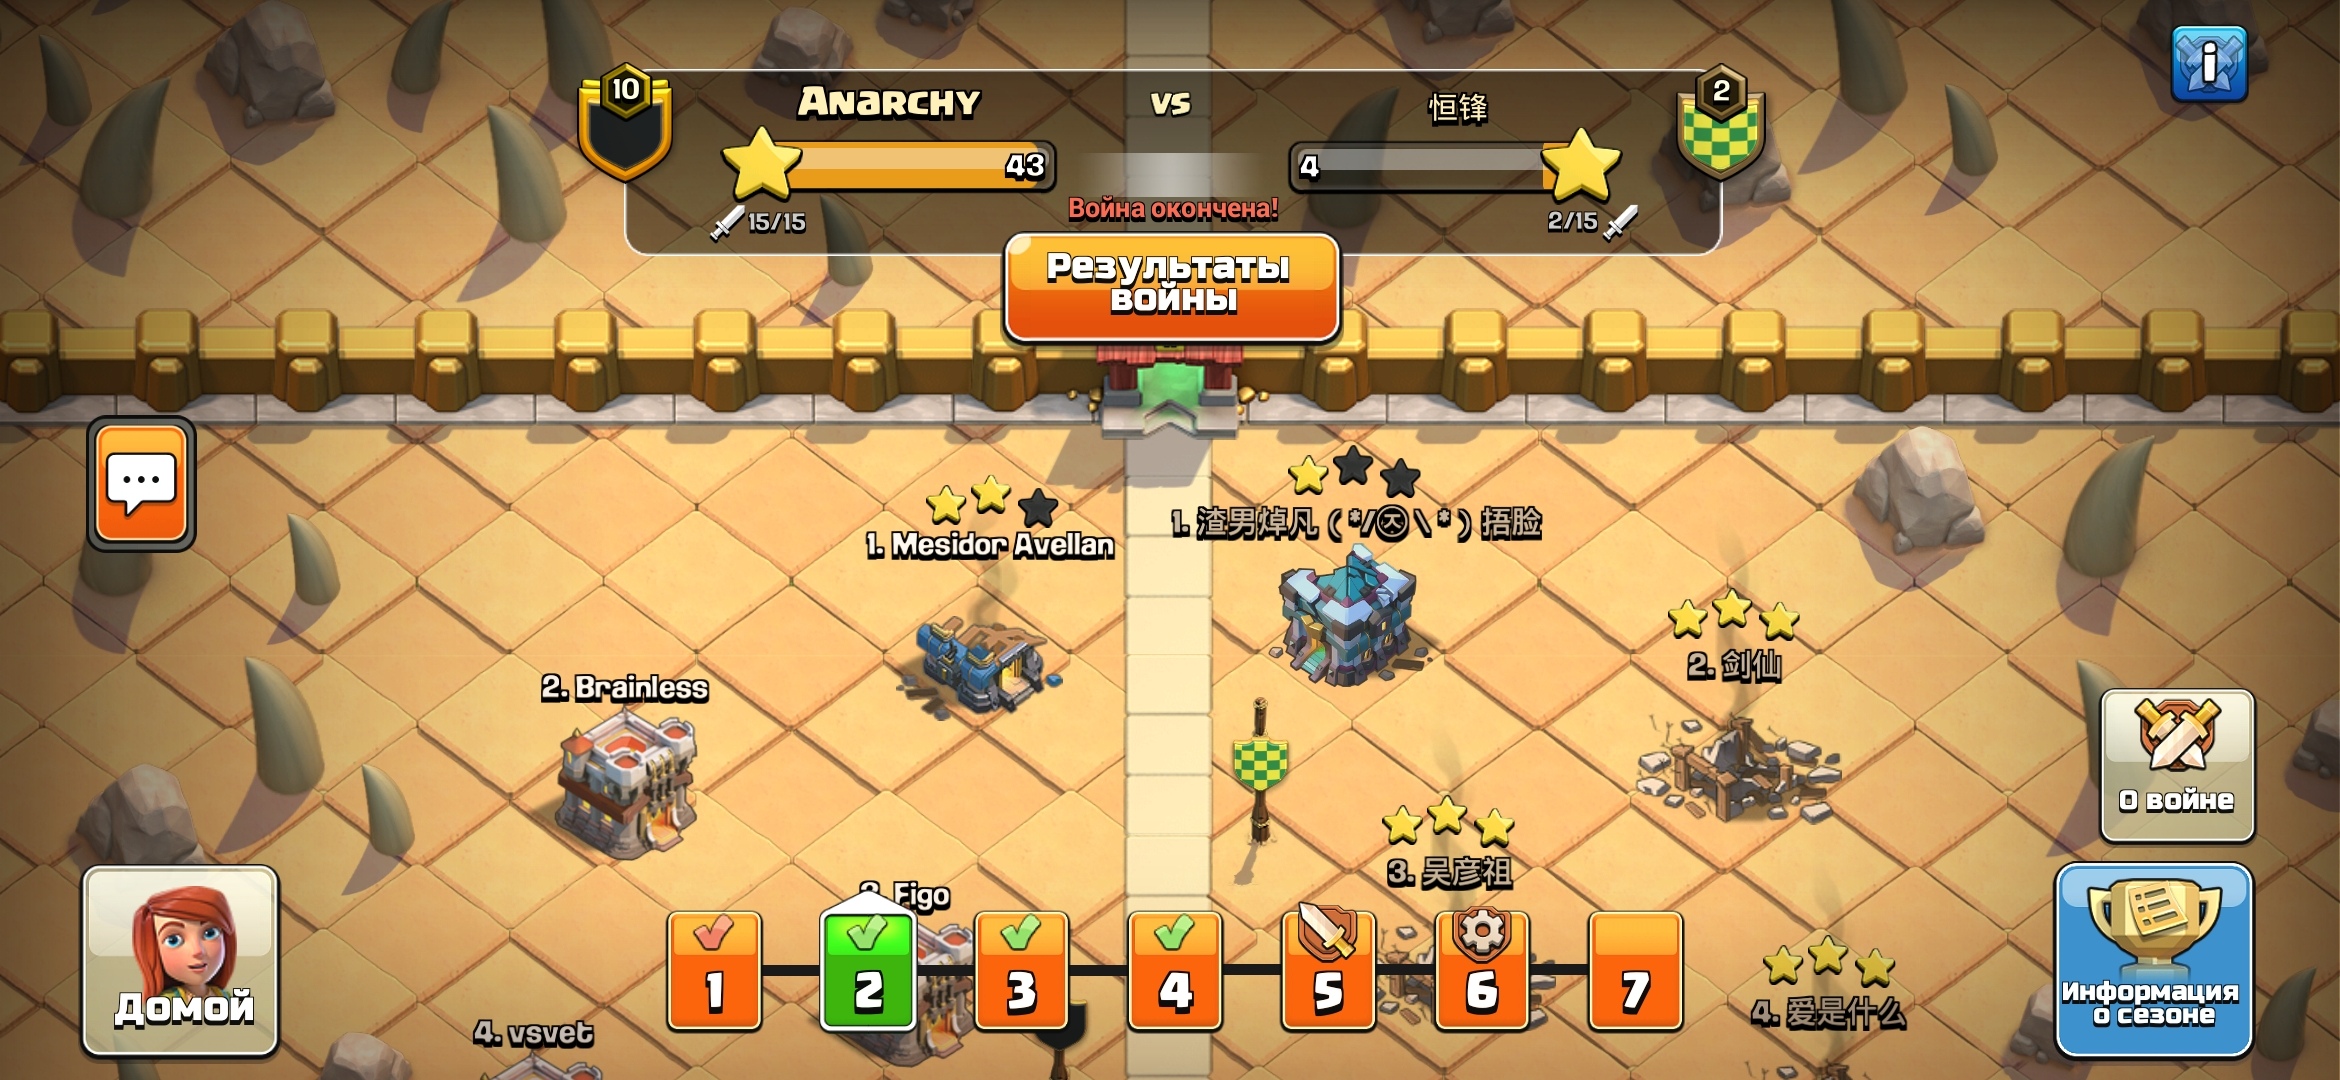 10
Anarchy
vs
恒锋
2
43
4
15/15
Война окончена!
2/15
Результаты
войны
1. Mesidor Avellan
1. 渣男焯凡 ( */㉨\ * ) 捂脸
2. 剑仙
2. Brainless
О войне
3. 吴彦祖
3. Figo
1
2
3
4
5
6
7
Домой
Информация
о сезоне
4. 爱是什么
4. vsvet